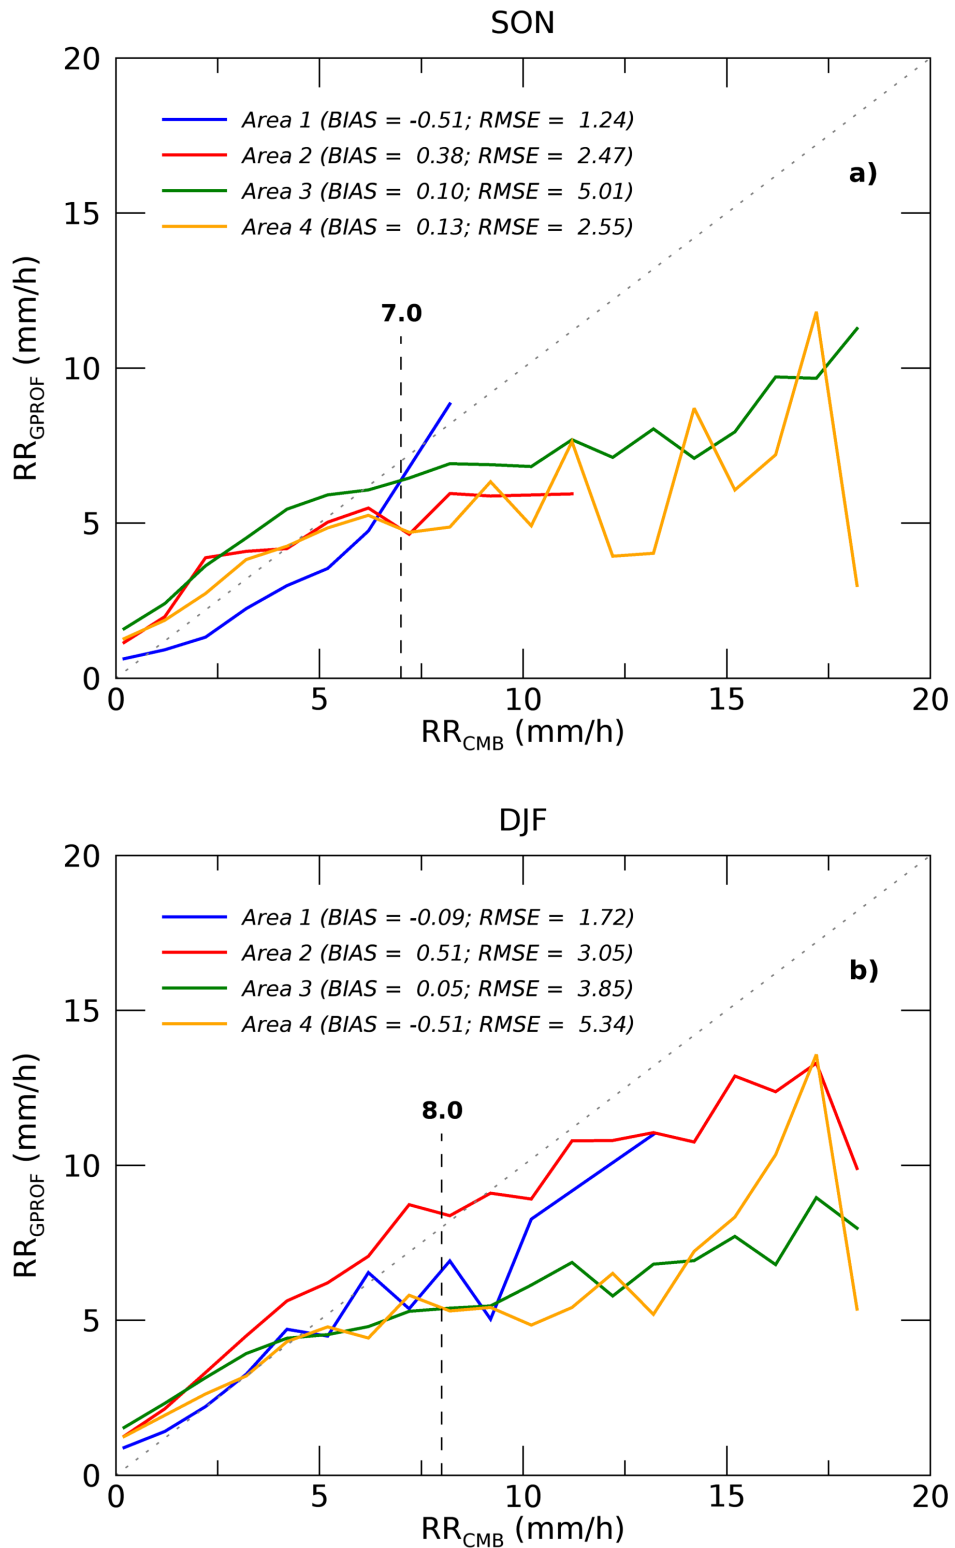 SON
20
15
10
5
0
RR_GPROF (mm/h)
Area 1 (BIAS = -0.51; RMSE = 1.24)
Area 2 (BIAS = 0.38; RMSE = 2.47)
Area 3 (BIAS = 0.10; RMSE = 5.01)
Area 4 (BIAS = 0.13; RMSE = 2.55)
a)
7.0
0 5 10 15 20
RR_CMB (mm/h)
DJF
20
15
10
5
0
RR_GPROF (mm/h)
Area 1 (BIAS = -0.09; RMSE = 1.72)
Area 2 (BIAS = 0.51; RMSE = 3.05)
Area 3 (BIAS = 0.05; RMSE = 3.85)
Area 4 (BIAS = -0.51; RMSE = 5.34)
b)
8.0
0 5 10 15 20
RR_CMB (mm/h)